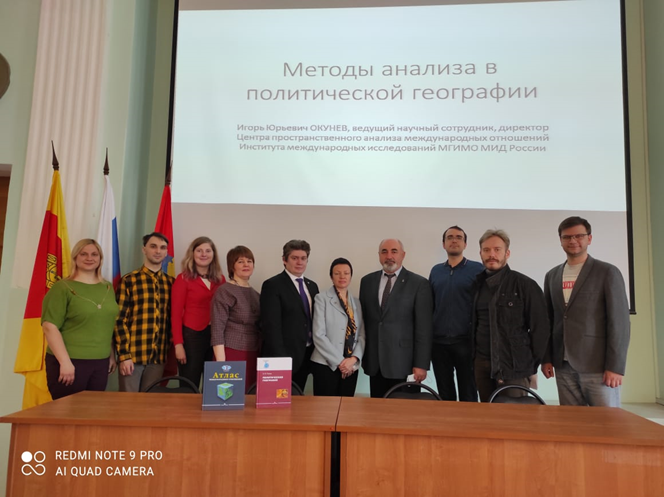 Методы анализа в
политической географии
Игорь Юрьевич ОКУНЕВ, ведущий научный сотрудник, директор
Центра пространственного анализа международных отношений
Института международных исследований МГИМО МИД России
Атлас
REDMI NOTE 9 PRO
AI QUAD CAMERA